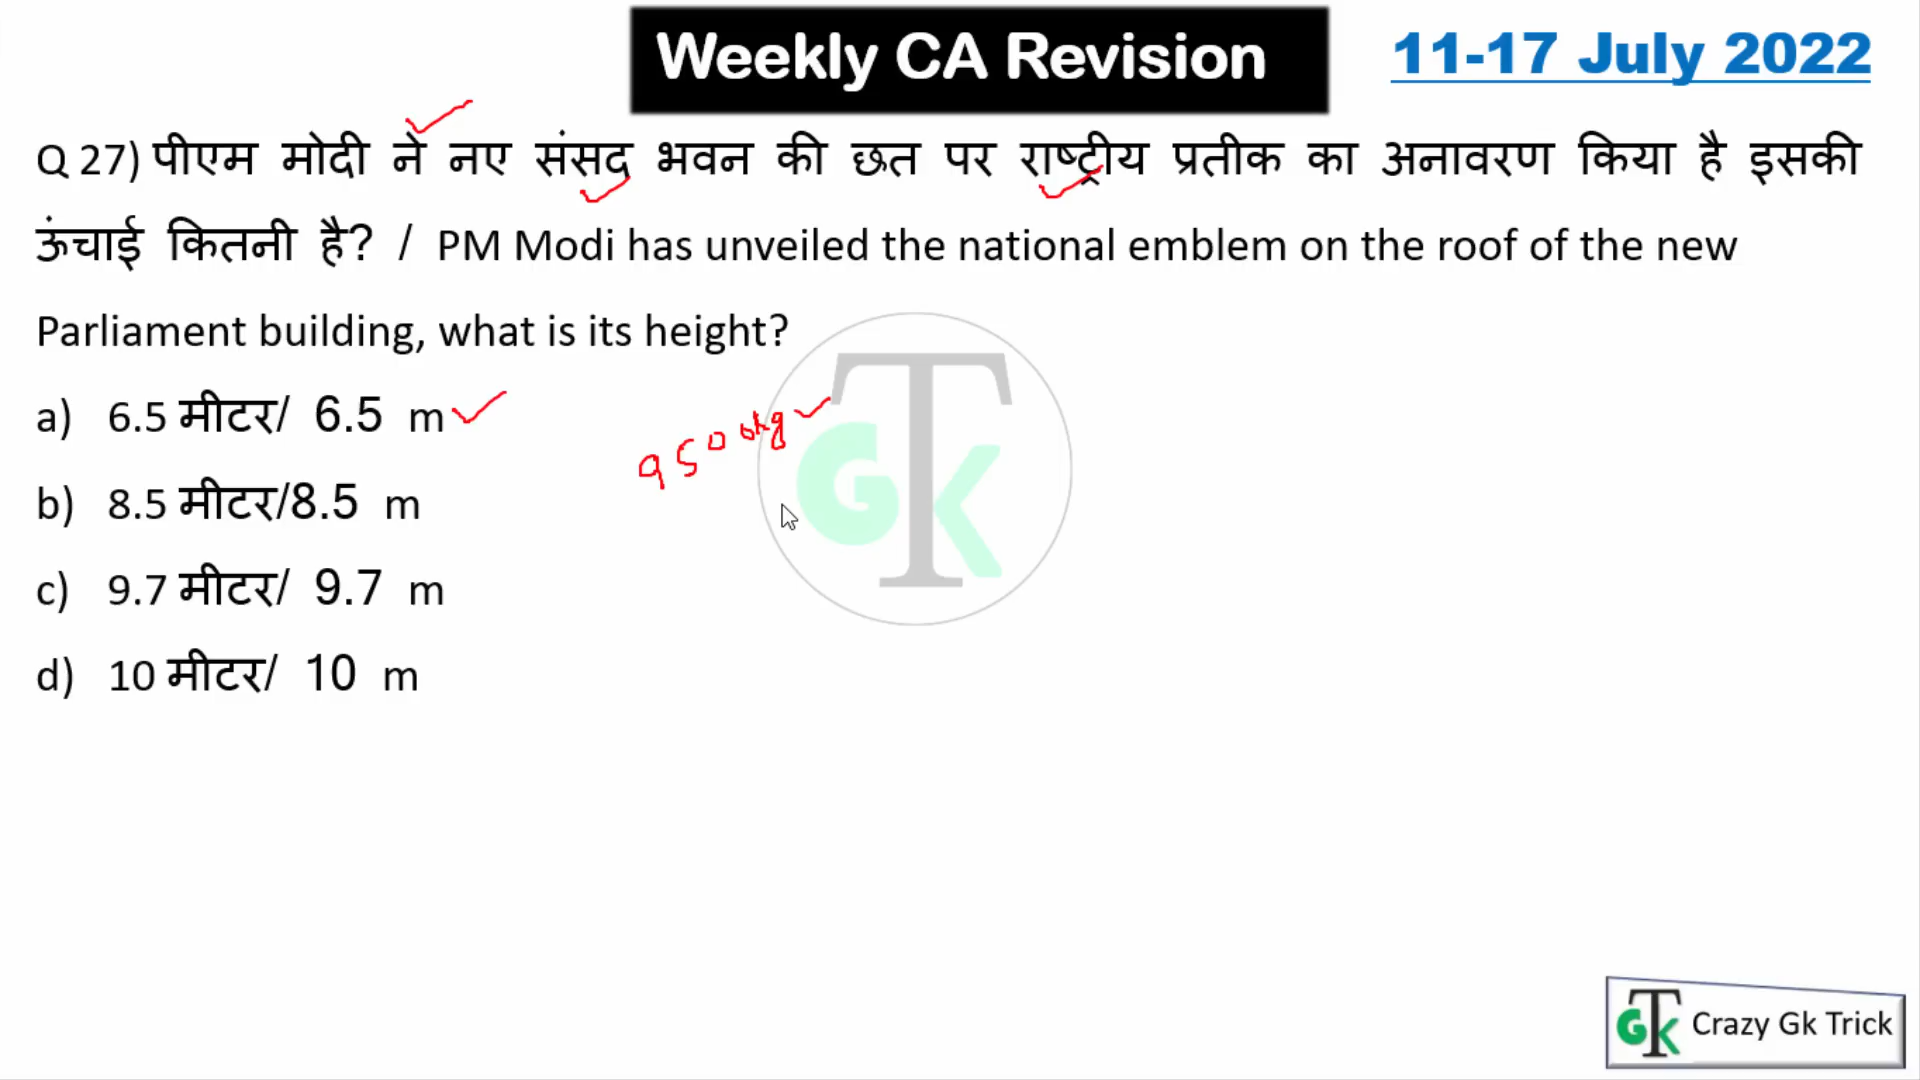 Weekly CA Revision
11-17 July 2022
Q 27) पीएम मोदी ने नए संसद भवन की छत पर राष्ट्रीय प्रतीक का अनावरण किया है इसकी
ऊंचाई कितनी है? / PM Modi has unveiled the national emblem on the roof of the new
Parliament building, what is its height?
a) 6.5 मीटर/ 6.5 m
9500kg
b) 8.5 मीटर/8.5 m
c) 9.7 मीटर/ 9.7 m
d) 10 मीटर/ 10 m
GTK
GTK Crazy Gk Trick